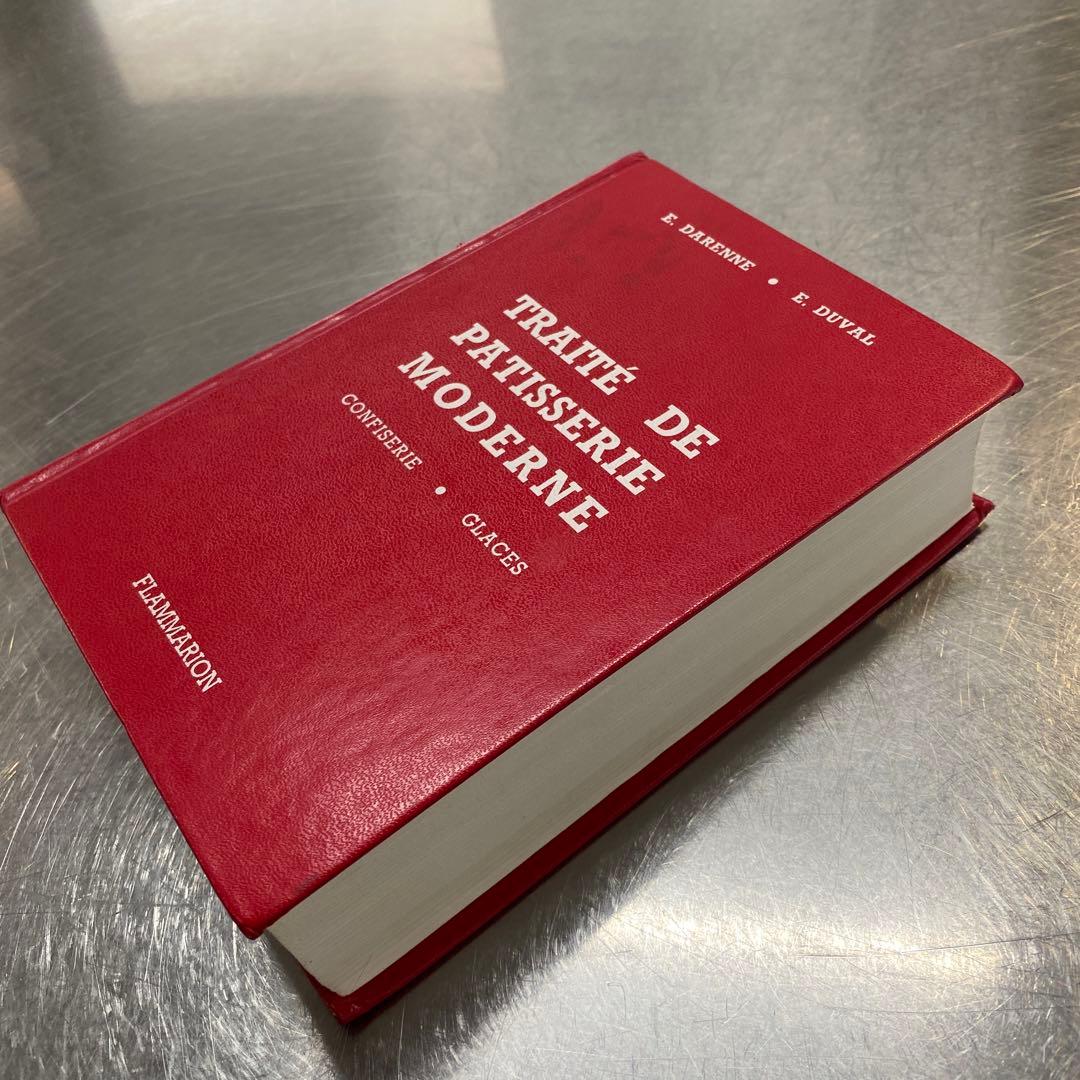 E. DARENNE • E. DUVAL
TRAITÉ DE
PATISSERIE
MODERNE
CONFISERIE • GLACES
FLAMMARION